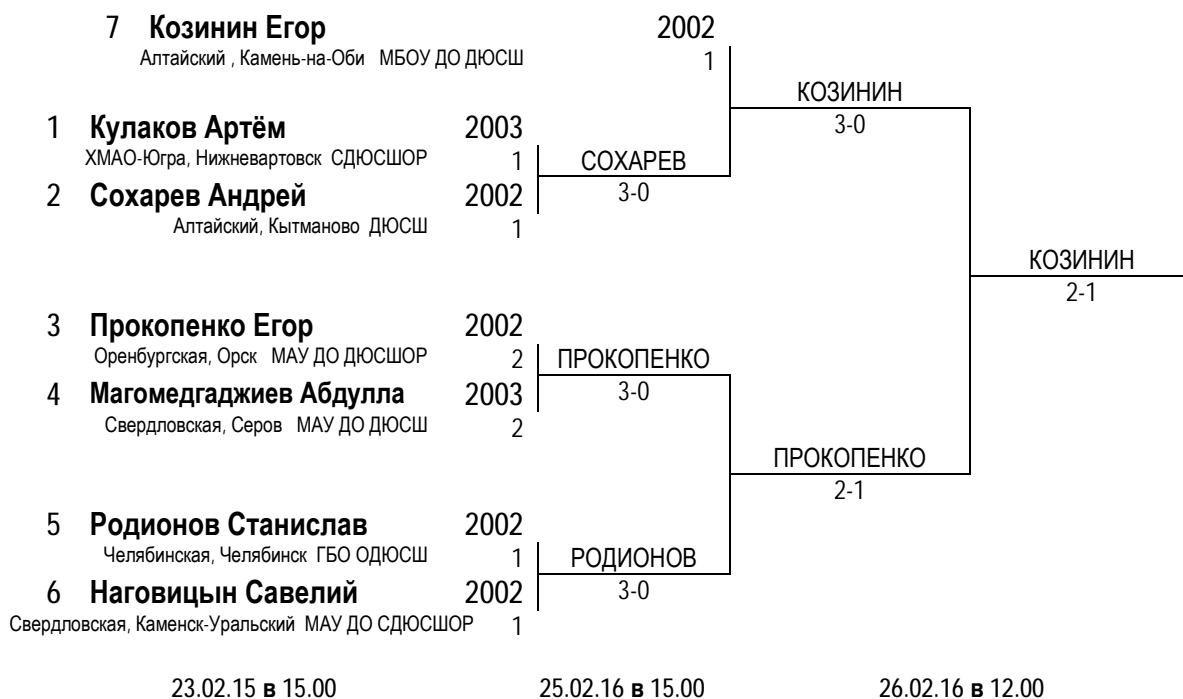 7 Козинин Егор 2002
Алтайский , Камень-на-Оби МБОУ ДО ДЮСШ 1
КОЗИНИН
3-0
1 Кулаков Артём 2003
ХМАО-Югра, Нижневартовск СДЮСШОР 1
СОХАРЕВ
3-0
2 Сохарев Андрей 2002
Алтайский, Кытманово ДЮСШ 1
КОЗИНИН
2-1
3 Прокопенко Егор 2002
Оренбургская, Орск МАУ ДО ДЮСШОР 2
ПРОКОПЕНКО
3-0
4 Магомедгаджиев Абдулла 2003
Свердловская, Серов МАУ ДО ДЮСШ 2
ПРОКОПЕНКО
2-1
5 Родионов Станислав 2002
Челябинская, Челябинск ГБО ОДЮСШ 1
РОДИОНОВ
3-0
6 Наговицын Савелий 2002
Свердловская, Каменск-Уральский МАУ ДО СДЮСШОР 1
23.02.15 в 15.00 25.02.16 в 15.00 26.02.16 в 12.00